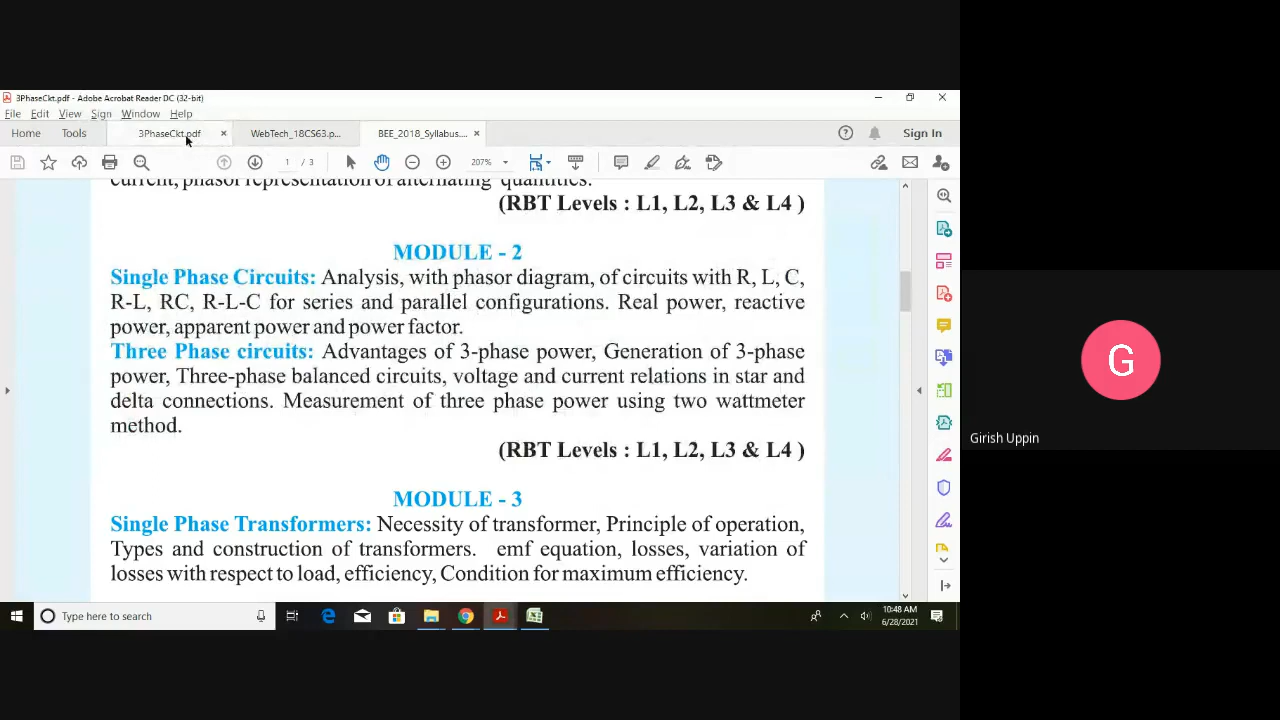 3PhaseCkt.pdf - Adobe Acrobat Reader DC (32-bit)
File Edit View Sign Window Help
Home Tools 3PhaseCkt.pdf × WebTech_18CS63.p... BEE_2018_Syllabus.... × Sign In
1 / 3 207%
current, phasor representation of alternating quantities.
(RBT Levels : L1, L2, L3 & L4 )
MODULE - 2
Single Phase Circuits: Analysis, with phasor diagram, of circuits with R, L, C,
R-L, RC, R-L-C for series and parallel configurations. Real power, reactive
power, apparent power and power factor.
Three Phase circuits: Advantages of 3-phase power, Generation of 3-phase
power, Three-phase balanced circuits, voltage and current relations in star and
delta connections. Measurement of three phase power using two wattmeter
method.
(RBT Levels : L1, L2, L3 & L4 )
MODULE - 3
Single Phase Transformers: Necessity of transformer, Principle of operation,
Types and construction of transformers. emf equation, losses, variation of
losses with respect to load, efficiency, Condition for maximum efficiency.
Type here to search
10:48 AM
6/28/2021
G
Girish Uppin